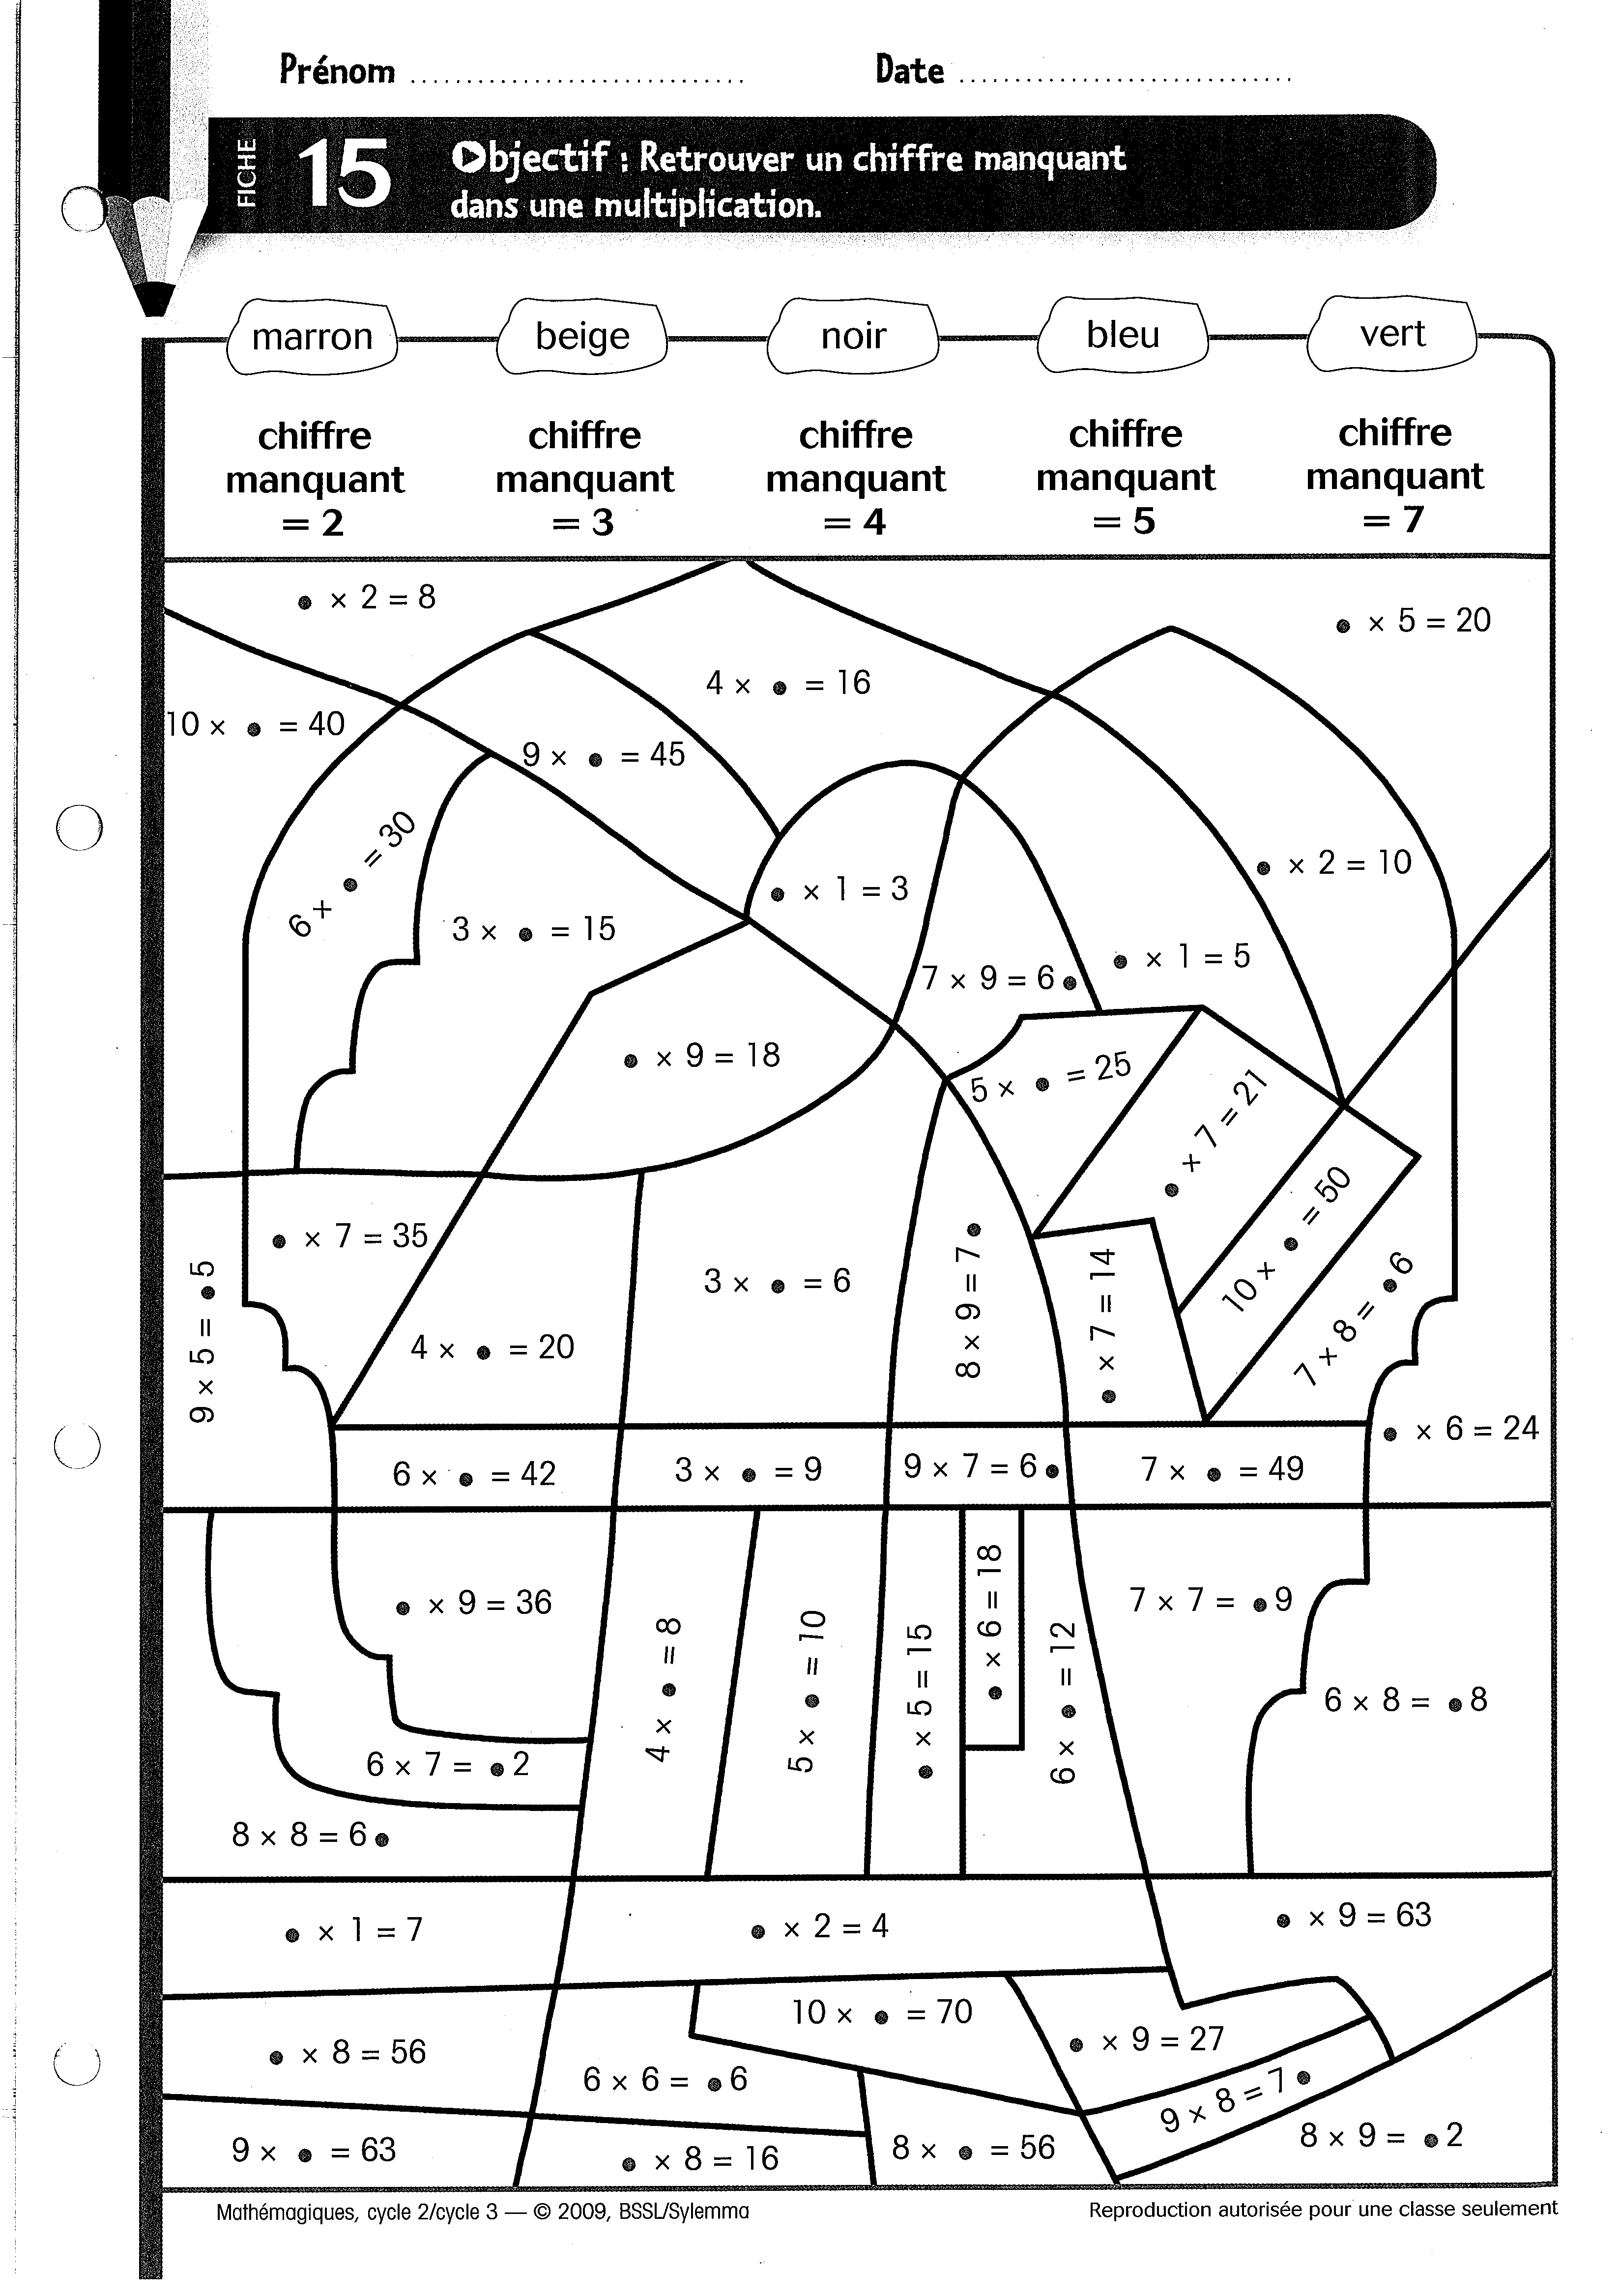 Prénom ............................. Date .............................
FICHE 15
Objectif : Retrouver un chiffre manquant
dans une multiplication.
marron beige noir bleu vert
chiffre chiffre chiffre chiffre chiffre
manquant manquant manquant manquant manquant
= 2 = 3 = 4 = 5 = 7
● × 2 = 8
● × 5 = 20
4 × ● = 16
10 × ● = 40
9 × ● = 45
6 × ● = 30
● × 2 = 10
● × 1 = 3
3 × ● = 15
● × 1 = 5
7 × 9 = 6●
● × 9 = 18
5 × ● = 25
● × 7 = 21
● × 7 = 35
10 × ● = 50
3 × ● = 6
8 × 9 = 7●
9 × 5 = ●5
4 × ● = 20
● × 7 = 14
7 × 8 = ●6
● × 6 = 24
6 × ● = 42
3 × ● = 9
9 × 7 = 6●
7 × ● = 49
● × 9 = 36
4 × ● = 8
5 × ● = 10
● × 5 = 15
● × 6 = 18
6 × ● = 12
7 × 7 = ●9
6 × 8 = ●8
6 × 7 = ●2
8 × 8 = 6●
● × 1 = 7
● × 2 = 4
● × 9 = 63
10 × ● = 70
● × 9 = 27
● × 8 = 56
6 × 6 = ●6
9 × 8 = 7●
9 × ● = 63
● × 8 = 16
8 × ● = 56
8 × 9 = ●2
Mathémagiques, cycle 2/cycle 3 — © 2009, BSSL/Sylemma
Reproduction autorisée pour une classe seulement